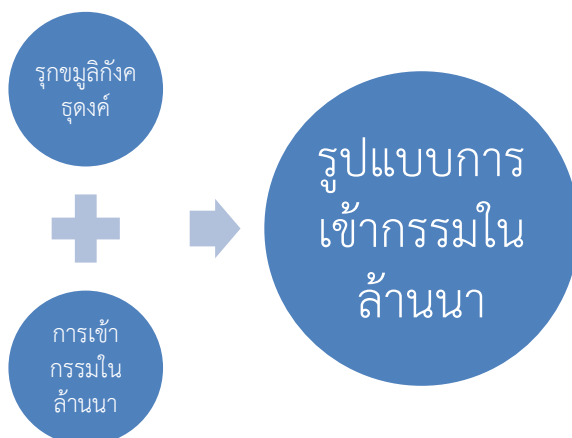 รุกขมูลิกังค
ธุดงค์
การเข้า
กรรมใน
ล้านนา
รูปแบบการ
เข้ากรรมใน
ล้านนา